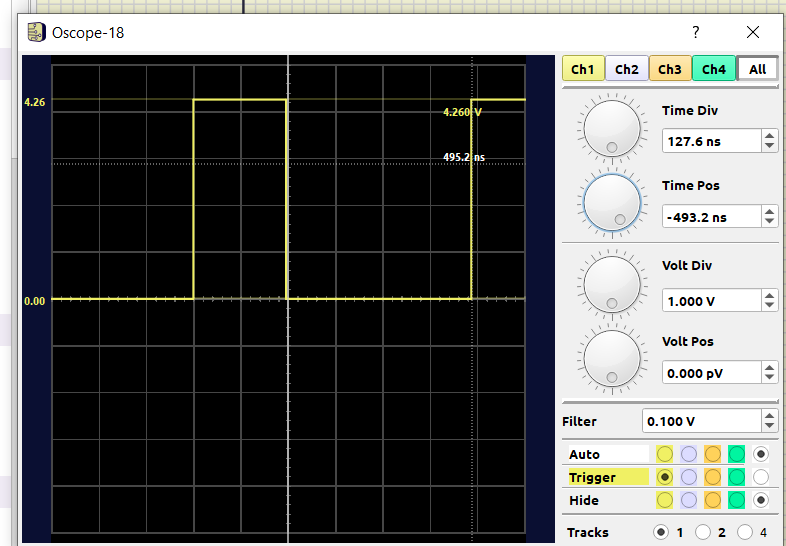 Oscope-18
?
Ch1 Ch2 Ch3 Ch4 All
4.26
4.260 V
495.2 ns
0.00
Time Div
127.6 ns
Time Pos
-493.2 ns
Volt Div
1.000 V
Volt Pos
0.000 pV
Filter 0.100 V
Auto
Trigger
Hide
Tracks 1 2 4